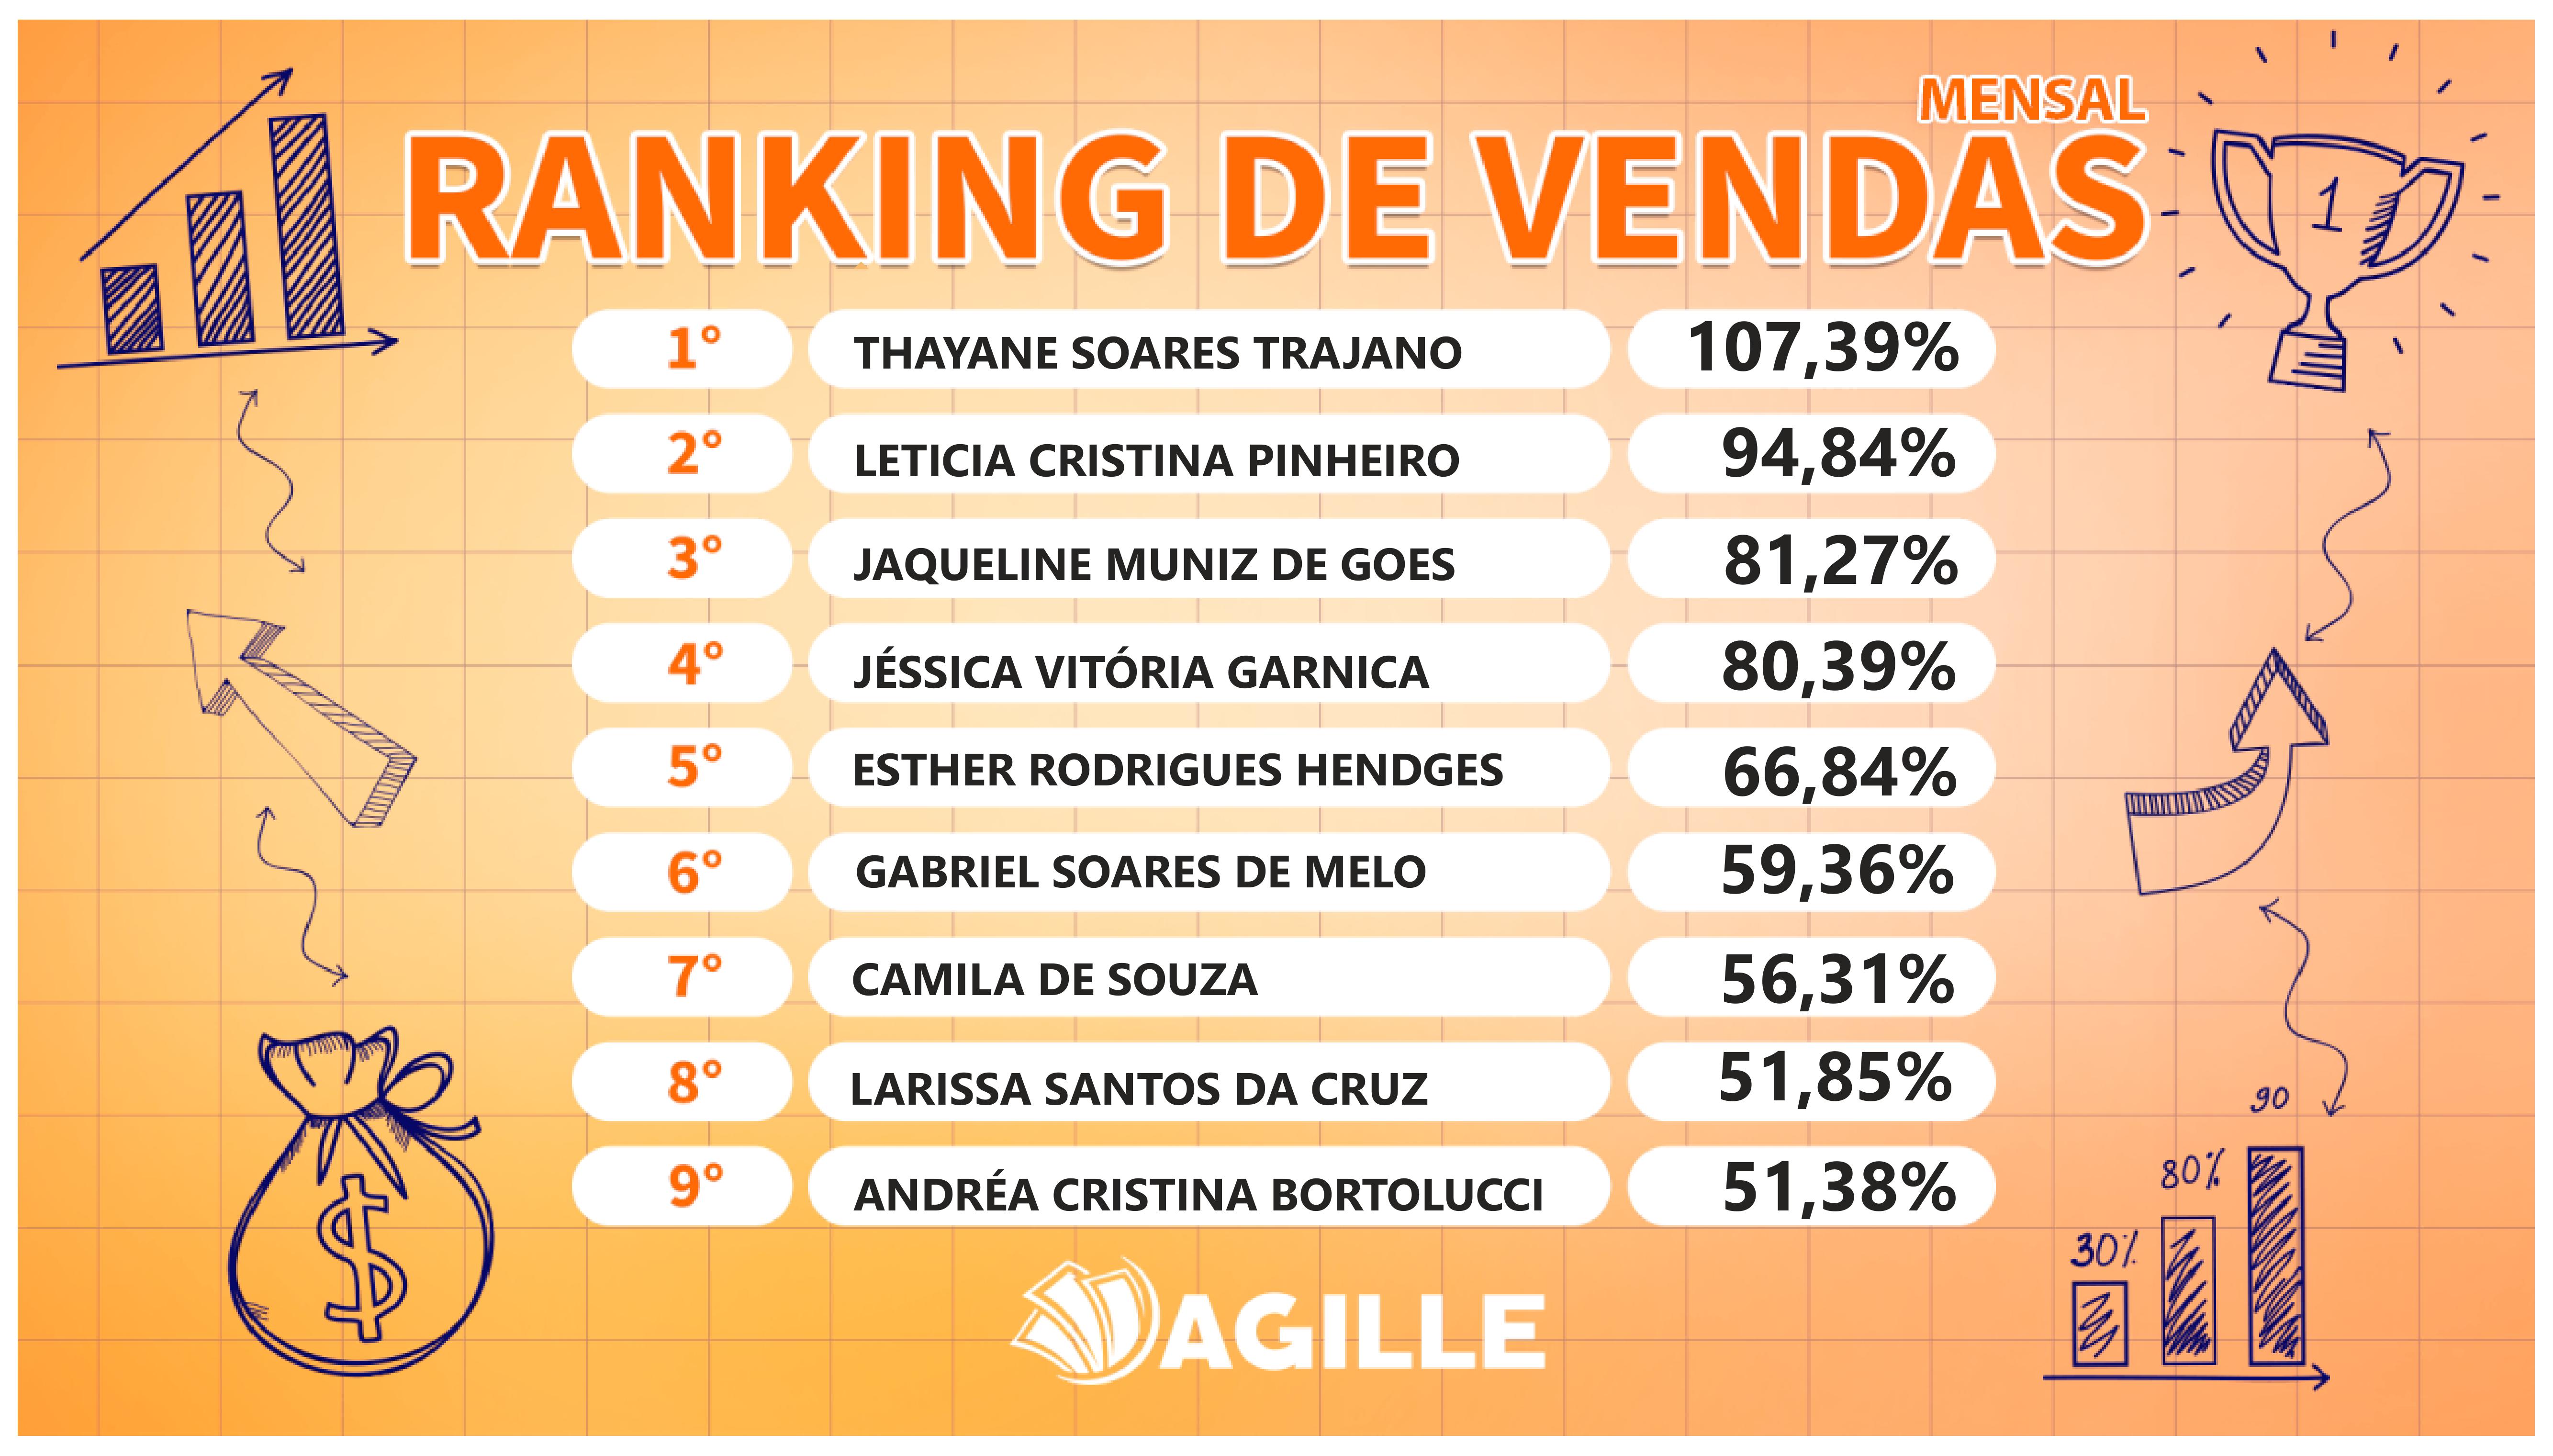 MENSAL
RANKING DE VENDAS
1
1° THAYANE SOARES TRAJANO 107,39%
2° LETICIA CRISTINA PINHEIRO 94,84%
3° JAQUELINE MUNIZ DE GOES 81,27%
4° JÉSSICA VITÓRIA GARNICA 80,39%
5° ESTHER RODRIGUES HENDGES 66,84%
6° GABRIEL SOARES DE MELO 59,36%
7° CAMILA DE SOUZA 56,31%
8° LARISSA SANTOS DA CRUZ 51,85%
9° ANDRÉA CRISTINA BORTOLUCCI 51,38%
$
90
80%
30%
AGILLE